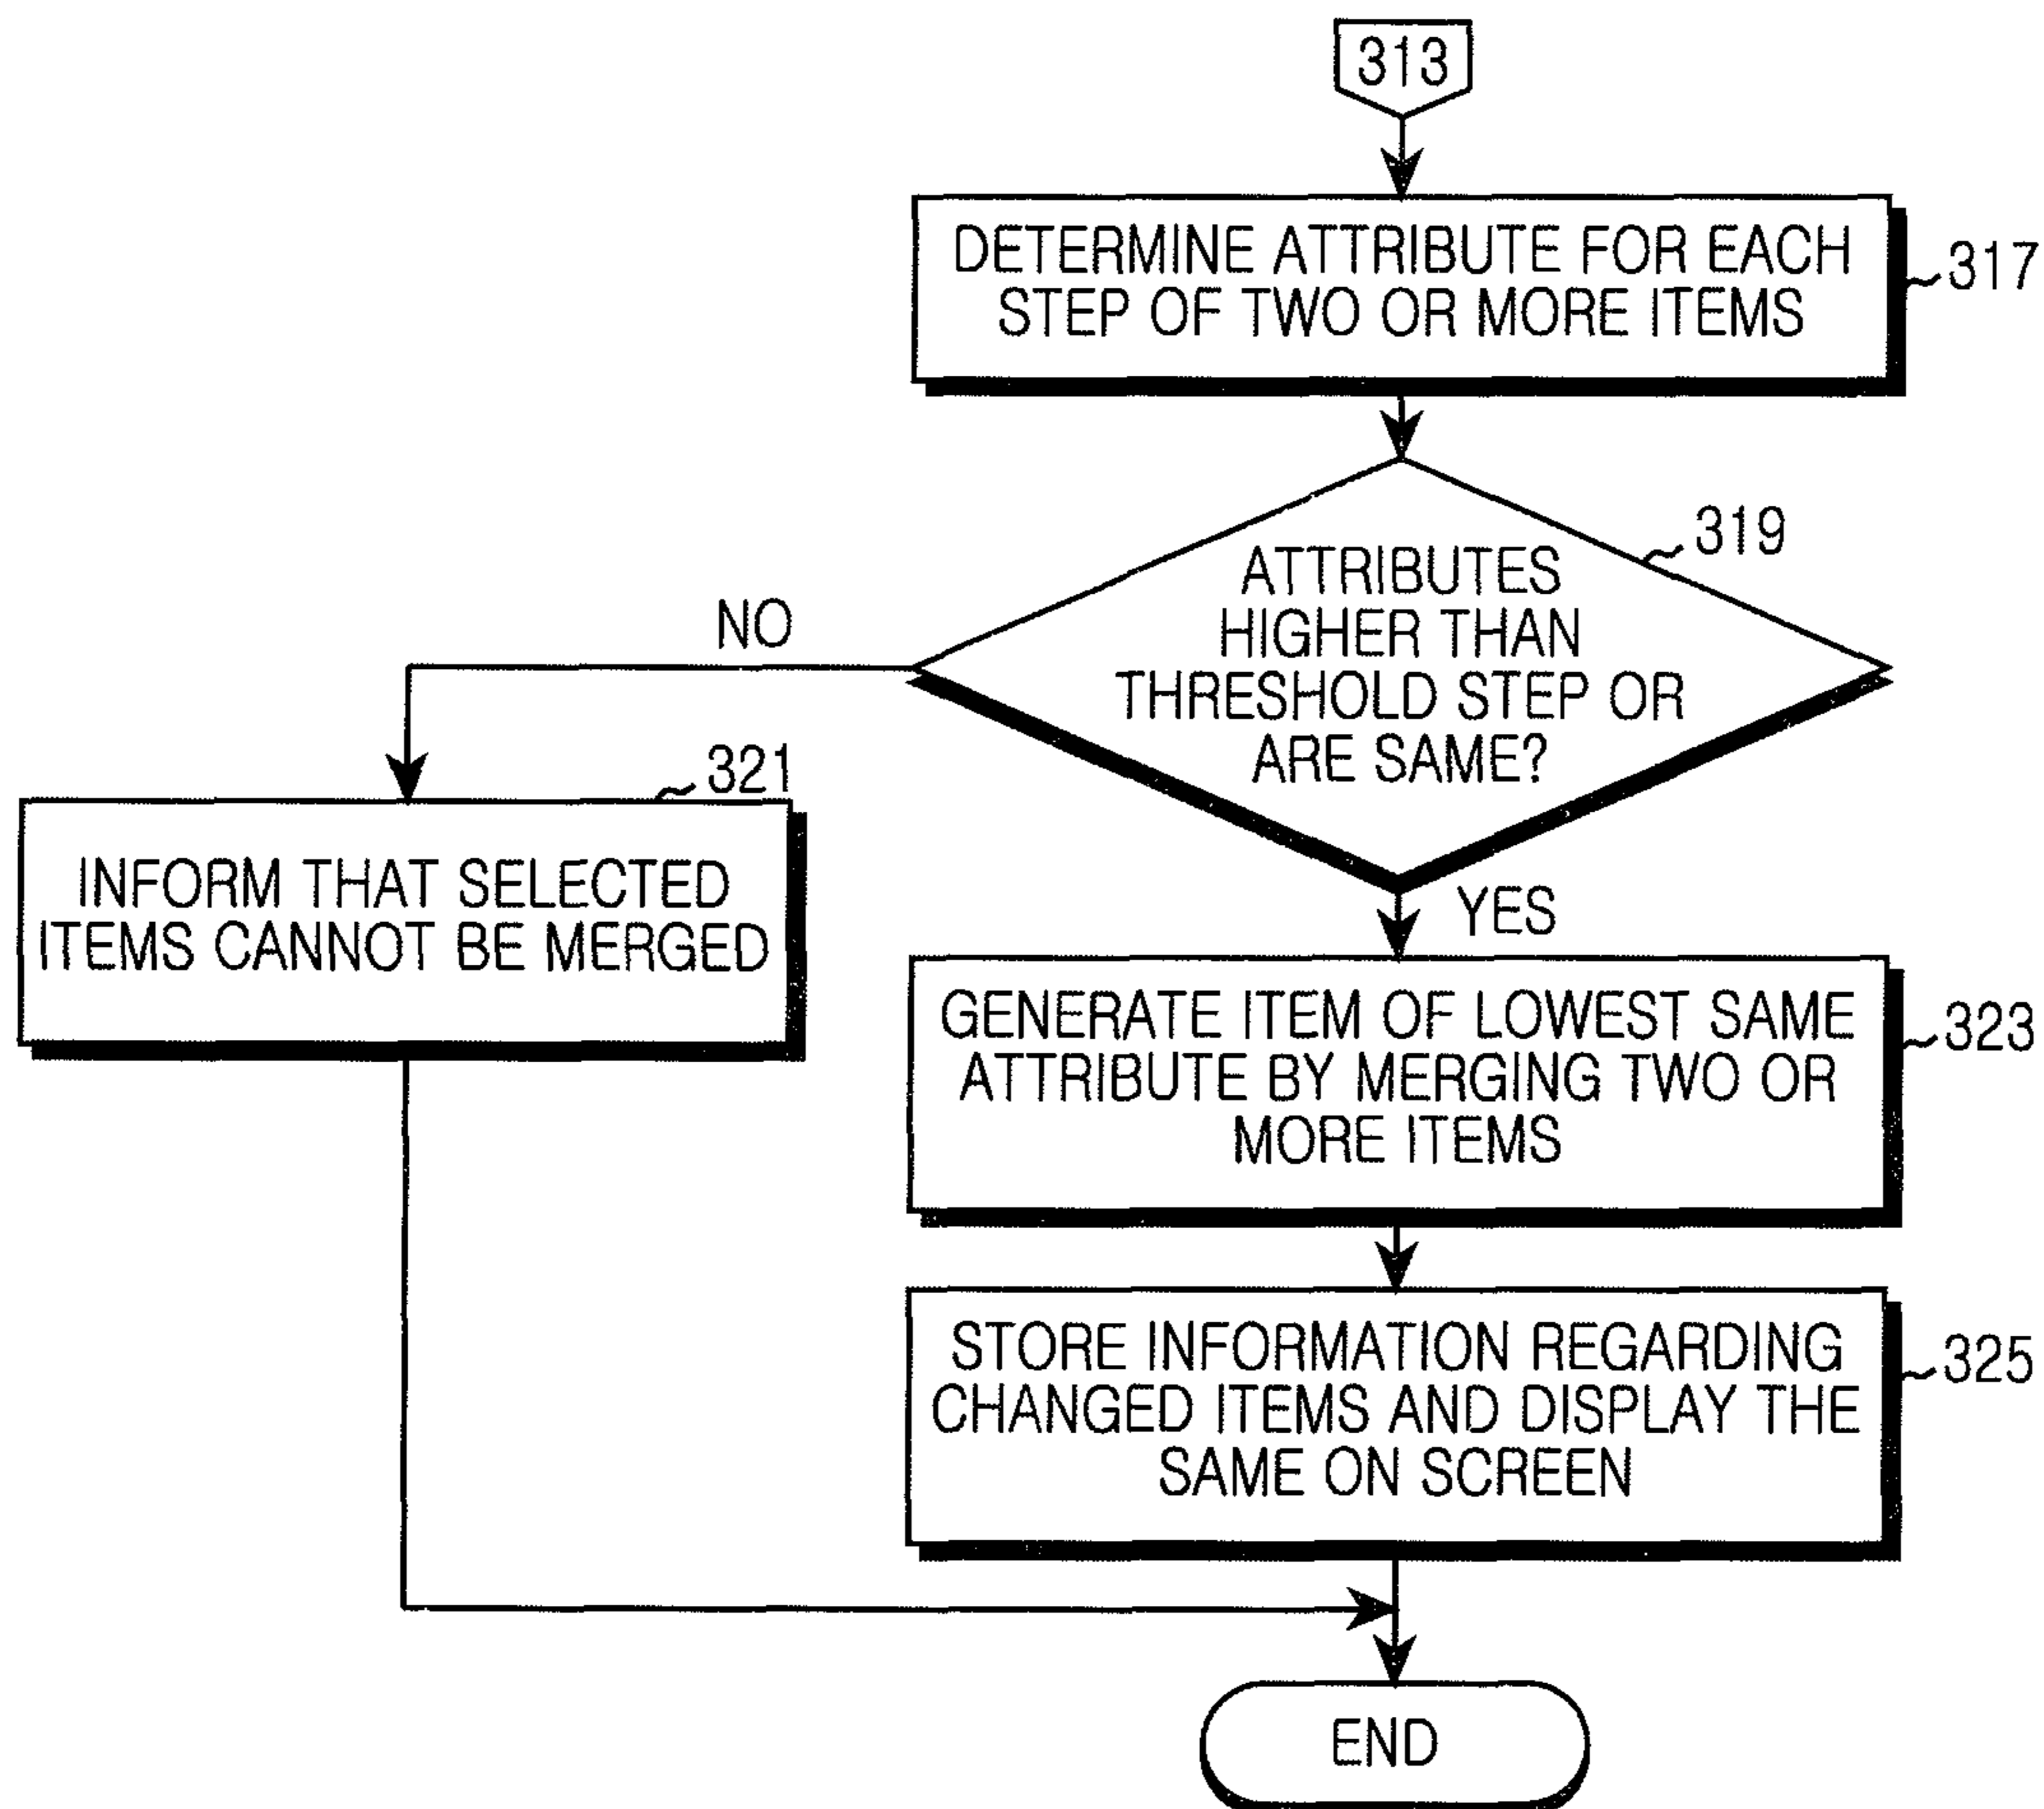 313
DETERMINE ATTRIBUTE FOR EACH
STEP OF TWO OR MORE ITEMS
317
ATTRIBUTES
HIGHER THAN
THRESHOLD STEP OR
ARE SAME?
319
NO
321
INFORM THAT SELECTED
ITEMS CANNOT BE MERGED
YES
GENERATE ITEM OF LOWEST SAME
ATTRIBUTE BY MERGING TWO OR
MORE ITEMS
323
STORE INFORMATION REGARDING
CHANGED ITEMS AND DISPLAY THE
SAME ON SCREEN
325
END